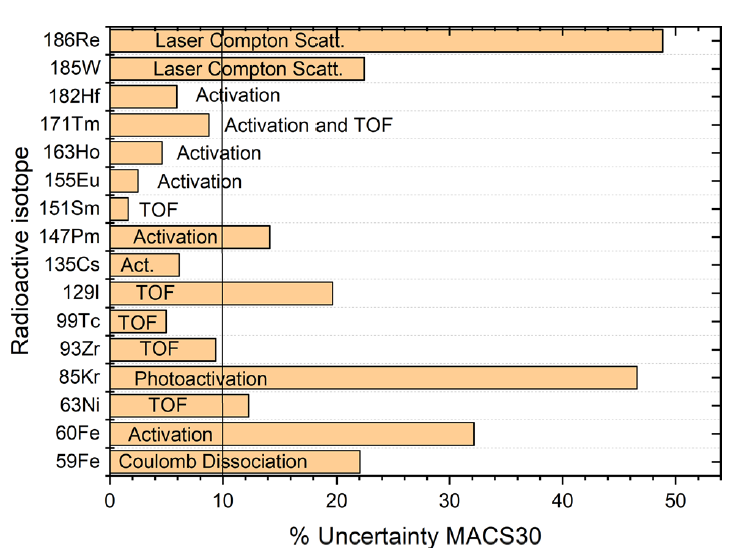 186Re Laser Compton Scatt.
185W Laser Compton Scatt.
182Hf Activation
171Tm Activation and TOF
163Ho Activation
155Eu Activation
151Sm TOF
147Pm Activation
135Cs Act.
129I TOF
99Tc TOF
93Zr TOF
85Kr Photoactivation
63Ni TOF
60Fe Activation
59Fe Coulomb Dissociation
0 10 20 30 40 50
% Uncertainty MACS30
Radioactive isotope